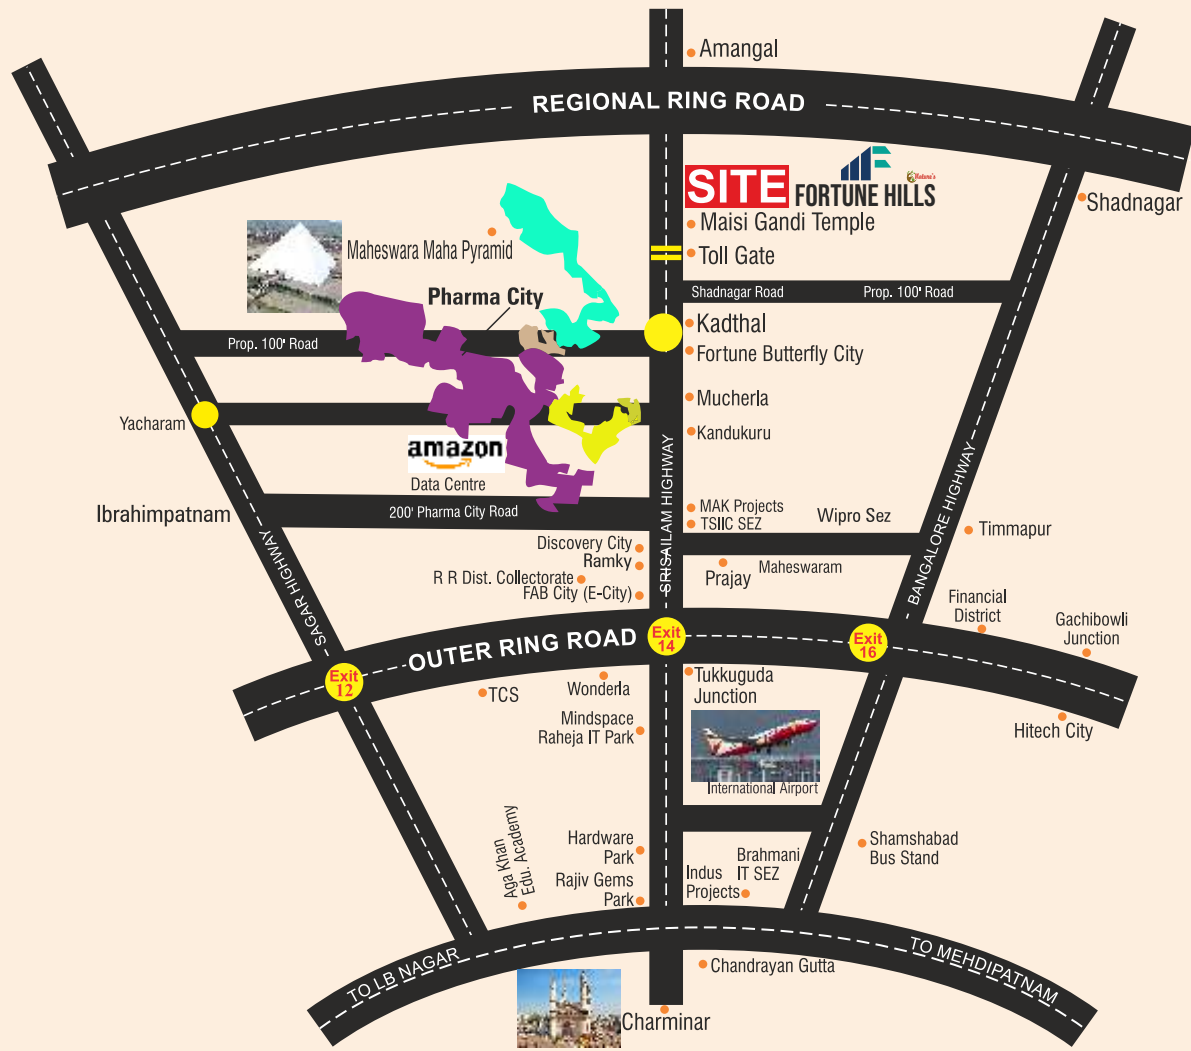 Amangal
REGIONAL RING ROAD
SITE
FORTUNE HILLS
Shadnagar
Maisi Gandi Temple
Maheswara Maha Pyramid
Toll Gate
Shadnagar Road
Prop. 100' Road
Pharma City
Kadthal
Prop. 100' Road
Fortune Butterfly City
Mucherla
Yacharam
Kandukuru
amazon
Data Centre
SRISAILAM HIGHWAY
BANGALORE HIGHWAY
SAGAR HIGHWAY
Ibrahimpatnam
200' Pharma City Road
MAK Projects
TSIIC SEZ
Wipro Sez
Timmapur
Discovery City
Ramky
R R Dist. Collectorate
FAB City (E-City)
Prajay
Maheswaram
Financial
District
Gachibowli
Junction
OUTER RING ROAD
Exit
14
Exit
16
Exit
12
TCS
Wonderla
Tukkuguda
Junction
Mindspace
Raheja IT Park
Hitech City
International Airport
Aga Khan
Edu. Academy
Hardware
Park
Rajiv Gems
Park
Indus
Projects
Brahmani
IT SEZ
Shamshabad
Bus Stand
TO LB NAGAR
TO MEHDIPATNAM
Chandrayan Gutta
Charminar